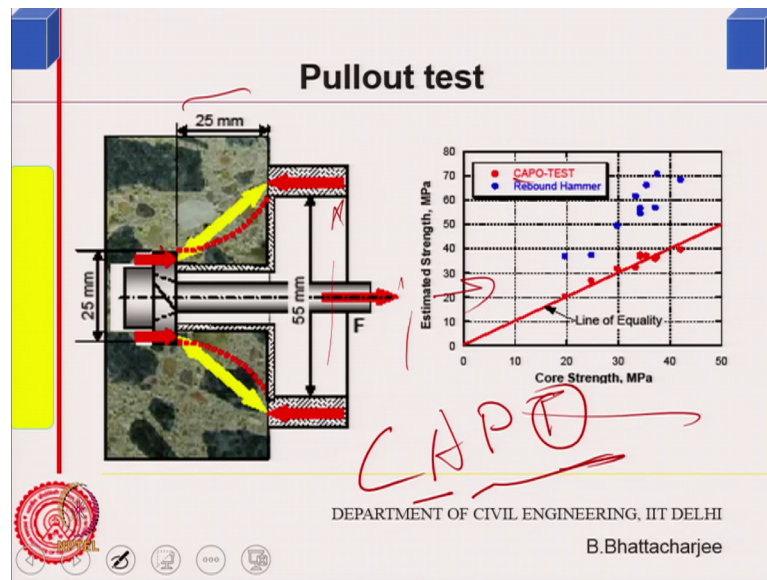 Pullout test
25 mm
25 mm
55 mm
F
80
70
60
50
40
30
20
10
0
CAPO-TEST
Rebound Hammer
Line of Equality
Estimated Strength, MPa
0 10 20 30 40 50
Core Strength, MPa
CAPO
DEPARTMENT OF CIVIL ENGINEERING, IIT DELHI
B.Bhattacharjee
NPTEL